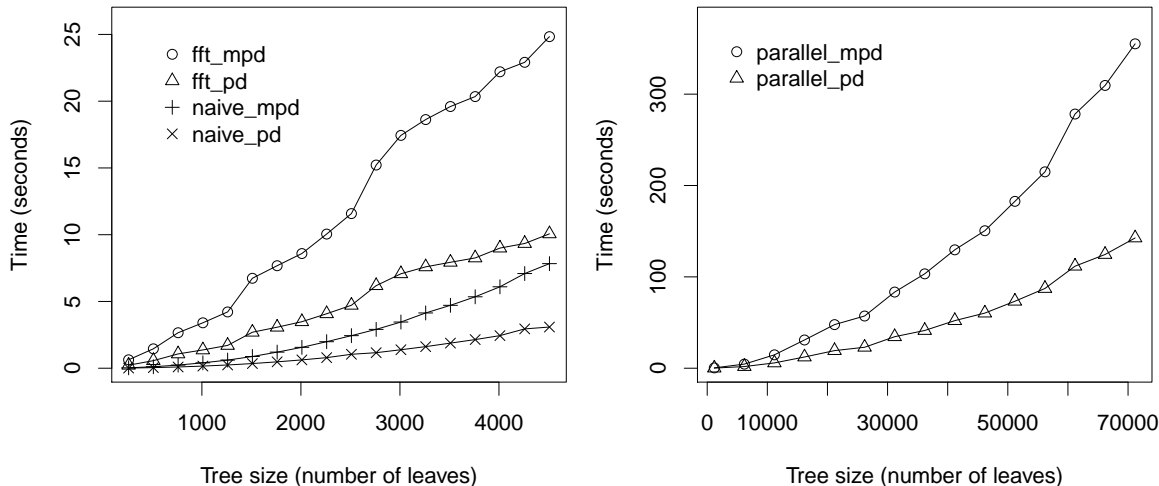 fft_mpd
fft_pd
naive_mpd
naive_pd
Time (seconds)
25
20
15
10
5
0
1000 2000 3000 4000
Tree size (number of leaves)
parallel_mpd
parallel_pd
Time (seconds)
300
200
100
0
0 10000 30000 50000 70000
Tree size (number of leaves)